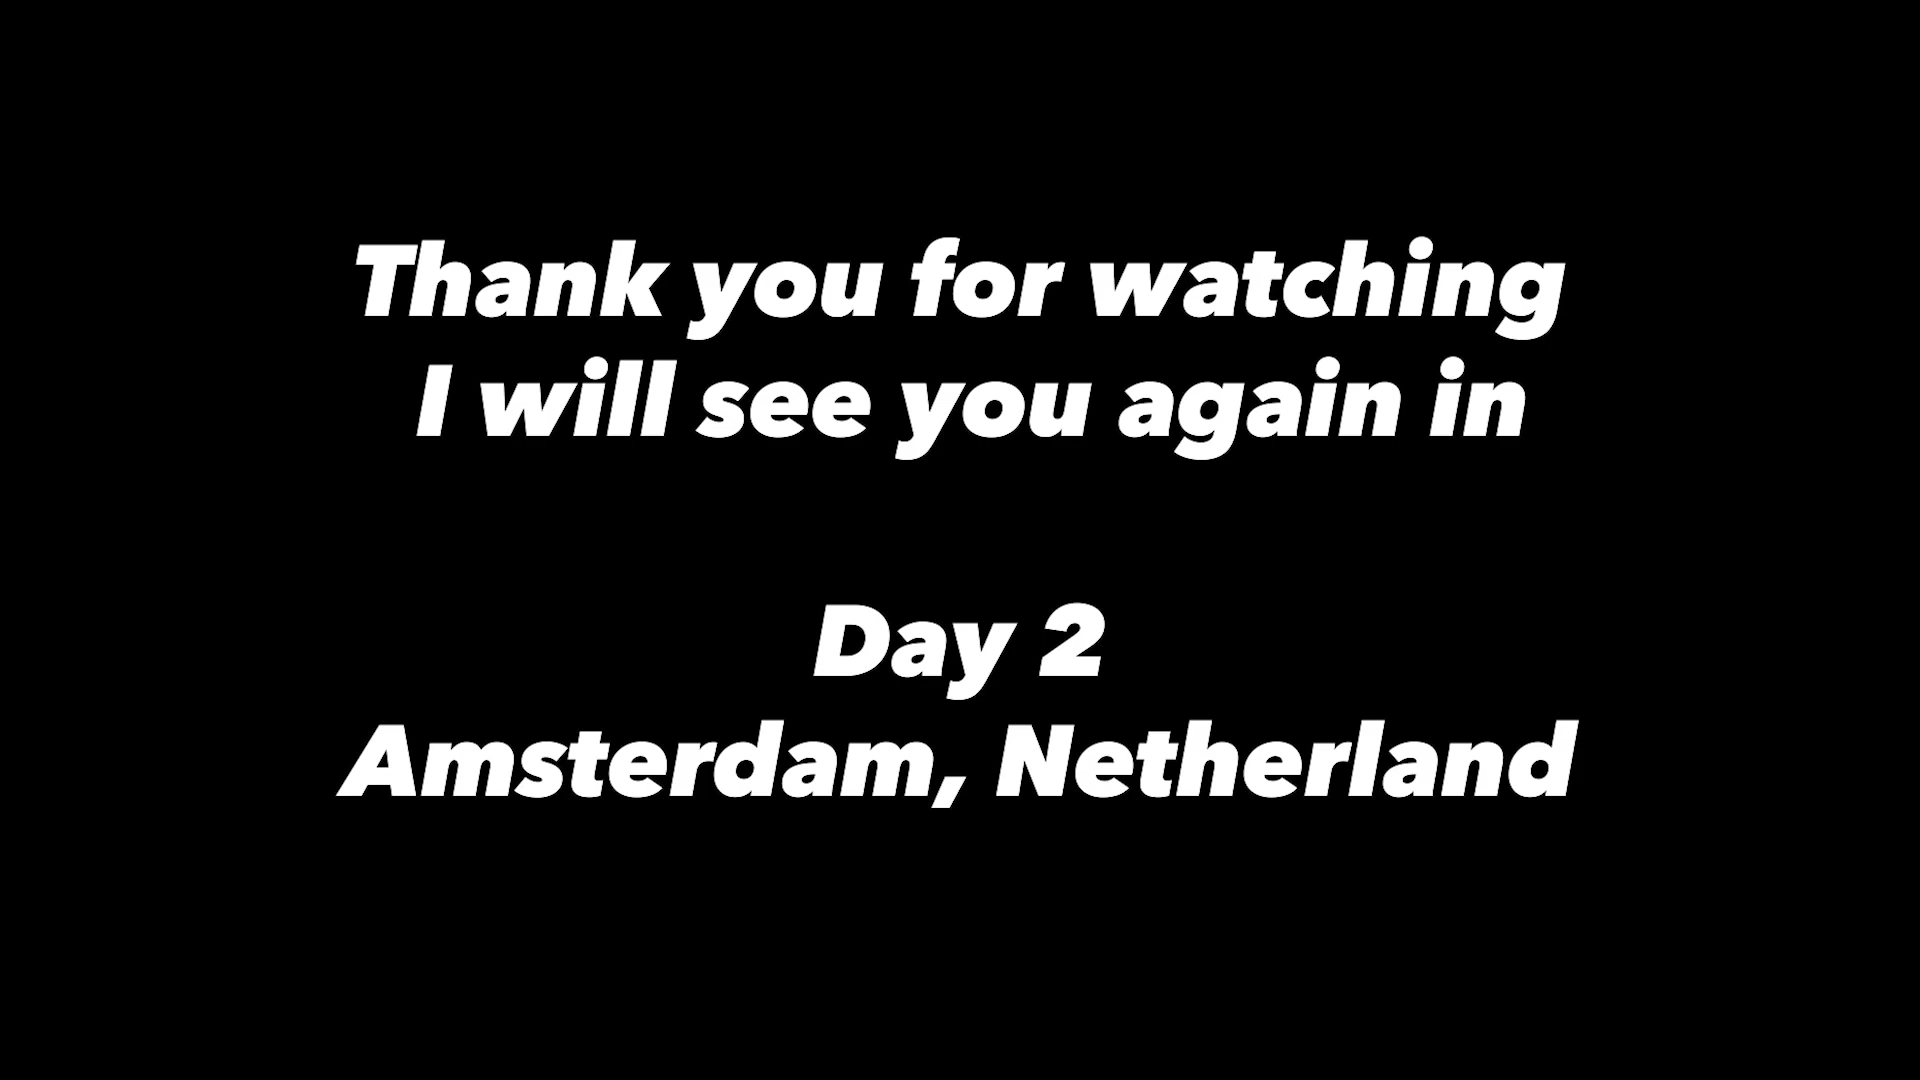 Thank you for watching
I will see you again in
Day 2
Amsterdam, Netherland